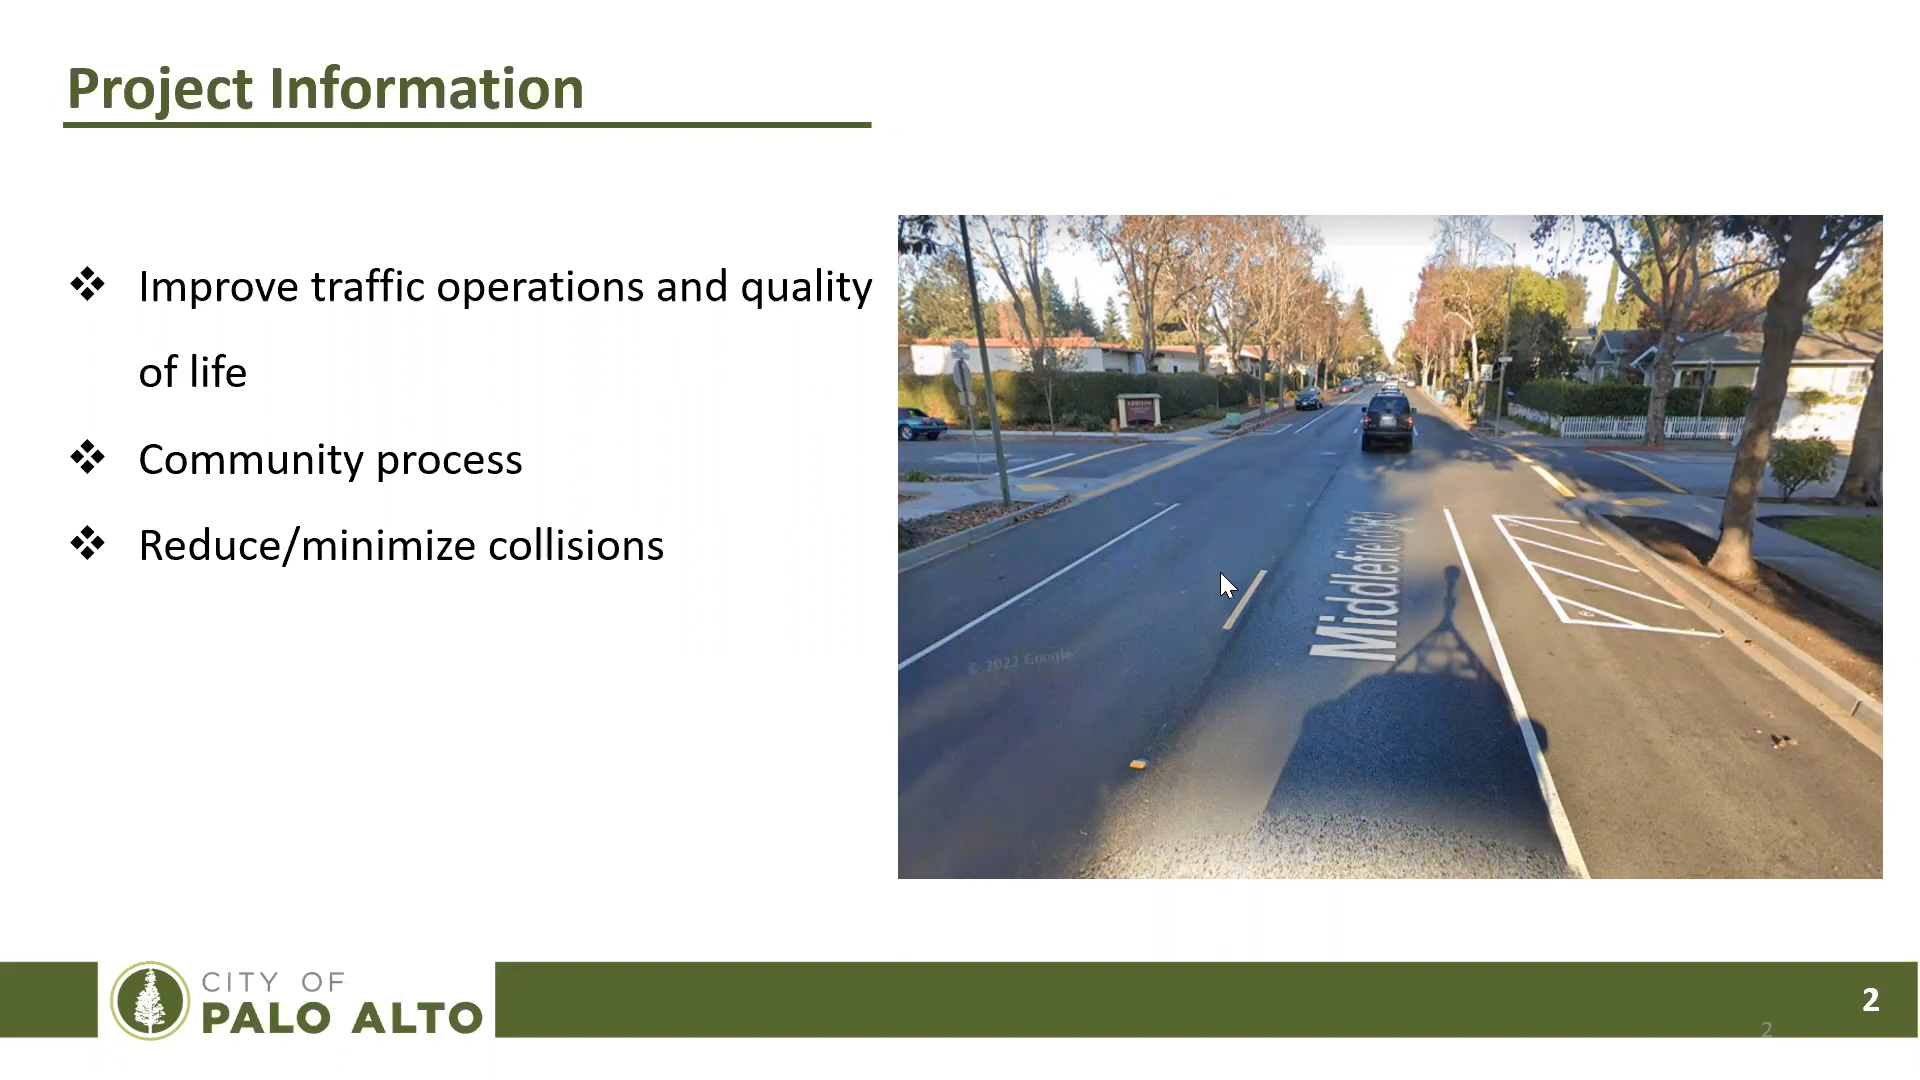 Project Information
❖ Improve traffic operations and quality
of life
❖ Community process
❖ Reduce/minimize collisions
Middlefield Rd
© 2022 Google
CITY OF
PALO ALTO
2
2